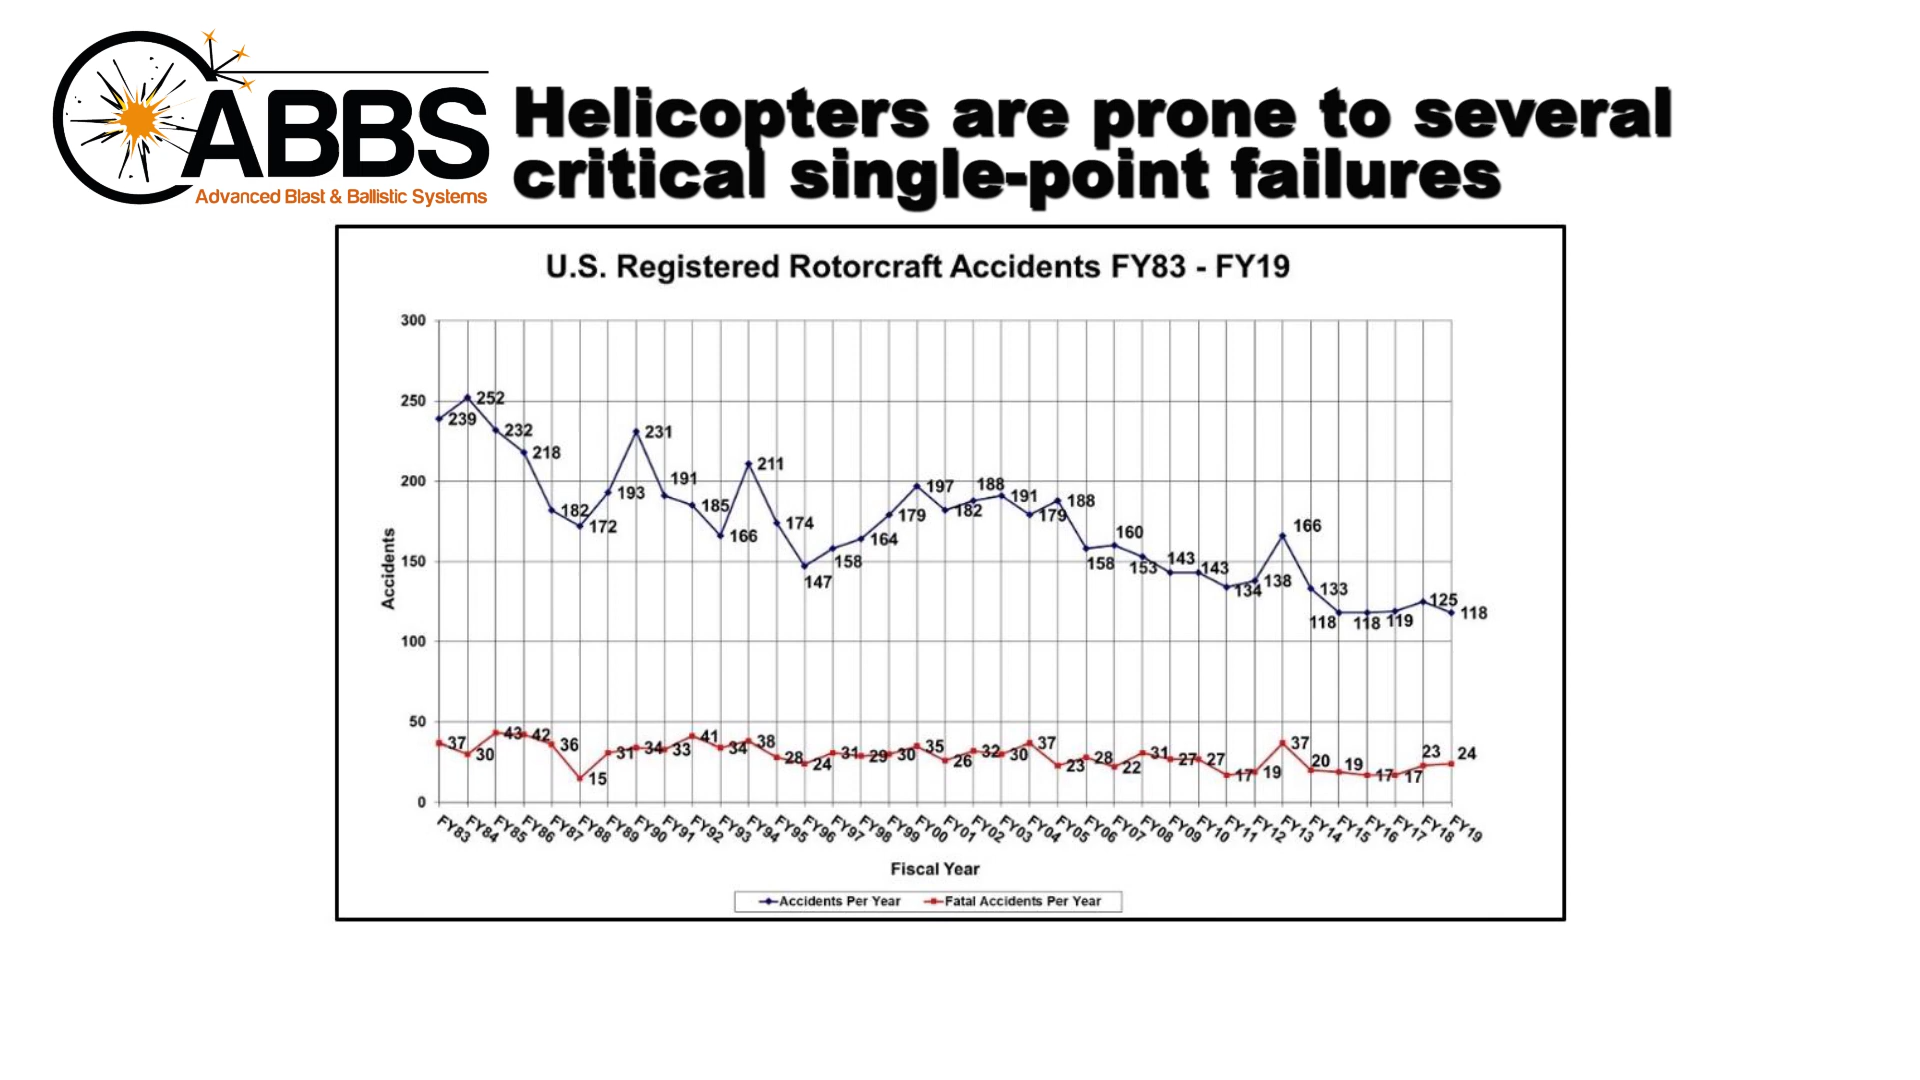 ABBS
Advanced Blast & Ballistic Systems
Helicopters are prone to several
critical single-point failures
U.S. Registered Rotorcraft Accidents FY83 - FY19
300
250
200
150
100
50
0
Accidents
239
252
232
218
182
172
193
231
191
185
166
211
174
147
158
164
179
197
182
188
191
179
188
158
160
153
143
143
134
138
166
133
118
118
119
125
118
37
30
43
42
36
15
31
34
33
41
34
38
28
24
31
29
30
35
26
32
30
37
23
28
22
31
27
27
17
19
37
20
19
17
17
23
24
FY83
FY84
FY85
FY86
FY87
FY88
FY89
FY90
FY91
FY92
FY93
FY94
FY95
FY96
FY97
FY98
FY99
FY00
FY01
FY02
FY03
FY04
FY05
FY06
FY07
FY08
FY09
FY10
FY11
FY12
FY13
FY14
FY15
FY16
FY17
FY18
FY19
Fiscal Year
Accidents Per Year
Fatal Accidents Per Year